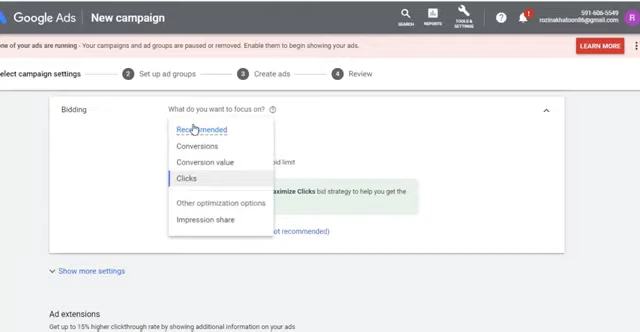 Google Ads New campaign
SEARCH
REPORTS
TOOLS & SETTINGS
!
591-606-5549
rozinakhatoon86@gmail.com
R
one of your ads are running - Your campaigns and ad groups are paused or removed. Enable them to begin showing your ads.
LEARN MORE
elect campaign settings
2 Set up ad groups
3 Create ads
4 Review
Bidding
What do you want to focus on?
Recommended
Conversions
Conversion value
Clicks
Other optimization options
Impression share
bid limit
aximize Clicks bid strategy to help you get the
ot recommended)
Show more settings
Ad extensions
Get up to 15% higher clickthrough rate by showing additional information on your ads